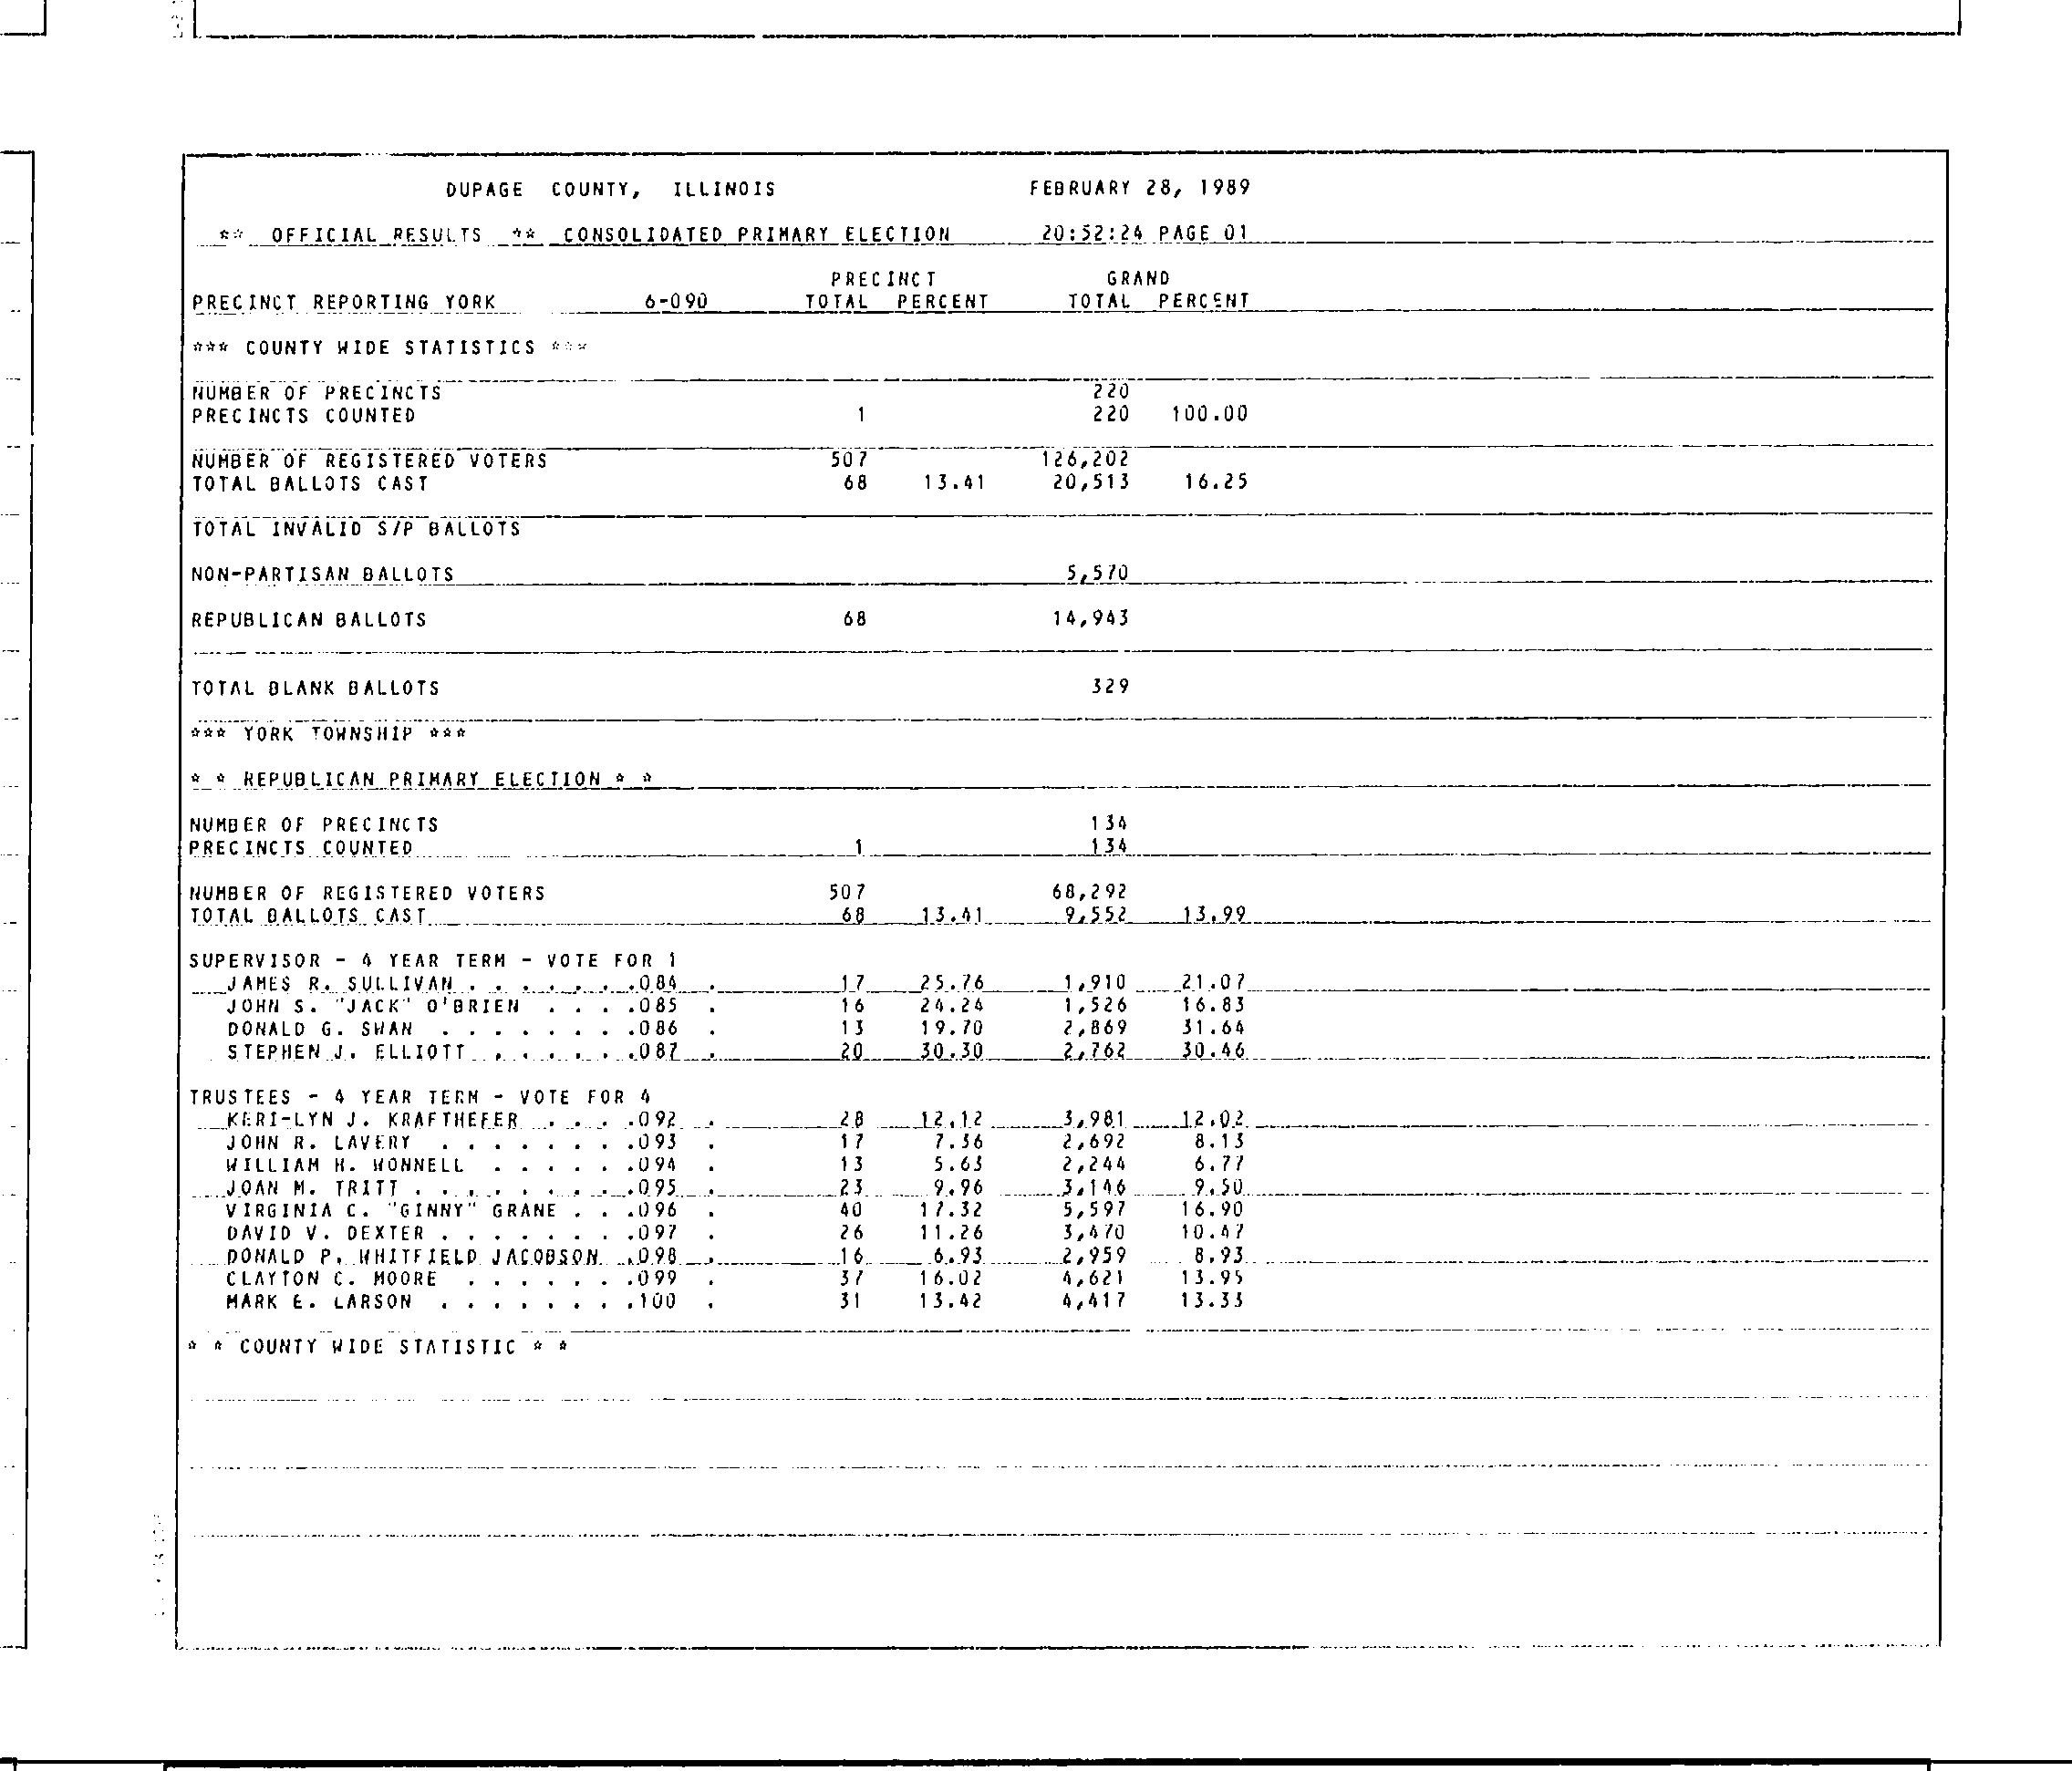 DUPAGE COUNTY, ILLINOIS FEBRUARY 28, 1989
** OFFICIAL RESULTS ** CONSOLIDATED PRIMARY ELECTION 20:52:24 PAGE 01
PRECINCT GRAND
PRECINCT REPORTING YORK 6-090 TOTAL PERCENT TOTAL PERCENT
*** COUNTY WIDE STATISTICS ***
NUMBER OF PRECINCTS 220
PRECINCTS COUNTED 1 220 100.00
NUMBER OF REGISTERED VOTERS 507 126,202
TOTAL BALLOTS CAST 68 13.41 20,513 16.25
TOTAL INVALID S/P BALLOTS
NON-PARTISAN BALLOTS 5,570
REPUBLICAN BALLOTS 68 14,943
TOTAL BLANK BALLOTS 329
*** YORK TOWNSHIP ***
* * REPUBLICAN PRIMARY ELECTION * *
NUMBER OF PRECINCTS 134
PRECINCTS COUNTED 1 134
NUMBER OF REGISTERED VOTERS 507 68,292
TOTAL BALLOTS CAST 68 13.41 9,552 13.99
SUPERVISOR - 4 YEAR TERM - VOTE FOR 1
JAMES R. SULLIVAN . . . . . . .084 . 17 25.76 1,910 21.07
JOHN S. "JACK" O'BRIEN . . . .085 . 16 24.24 1,526 16.83
DONALD G. SWAN . . . . . . . .086 . 13 19.70 2,869 31.64
STEPHEN J. ELLIOTT . . . . . .087 . 20 30.30 2,762 30.46
TRUSTEES - 4 YEAR TERM - VOTE FOR 4
KERI-LYN J. KRAFTHEFER . . . .092 . 28 12.12 3,981 12.02
JOHN R. LAVERY . . . . . . . .093 . 17 7.36 2,692 8.13
WILLIAM H. WONNELL . . . . . .094 . 13 5.63 2,244 6.77
JOAN M. TRITT . . . . . . . . .095 . 23 9.96 3,146 9.50
VIRGINIA C. "GINNY" GRANE . . .096 . 40 17.32 5,597 16.90
DAVID V. DEXTER . . . . . . . .097 . 26 11.26 3,470 10.47
DONALD P. WHITFIELD JACOBSON .098 . 16 6.93 2,959 8.93
CLAYTON C. MOORE . . . . . . .099 . 37 16.02 4,621 13.95
MARK E. LARSON . . . . . . . .100 . 31 13.42 4,417 13.33
* * COUNTY WIDE STATISTIC * *